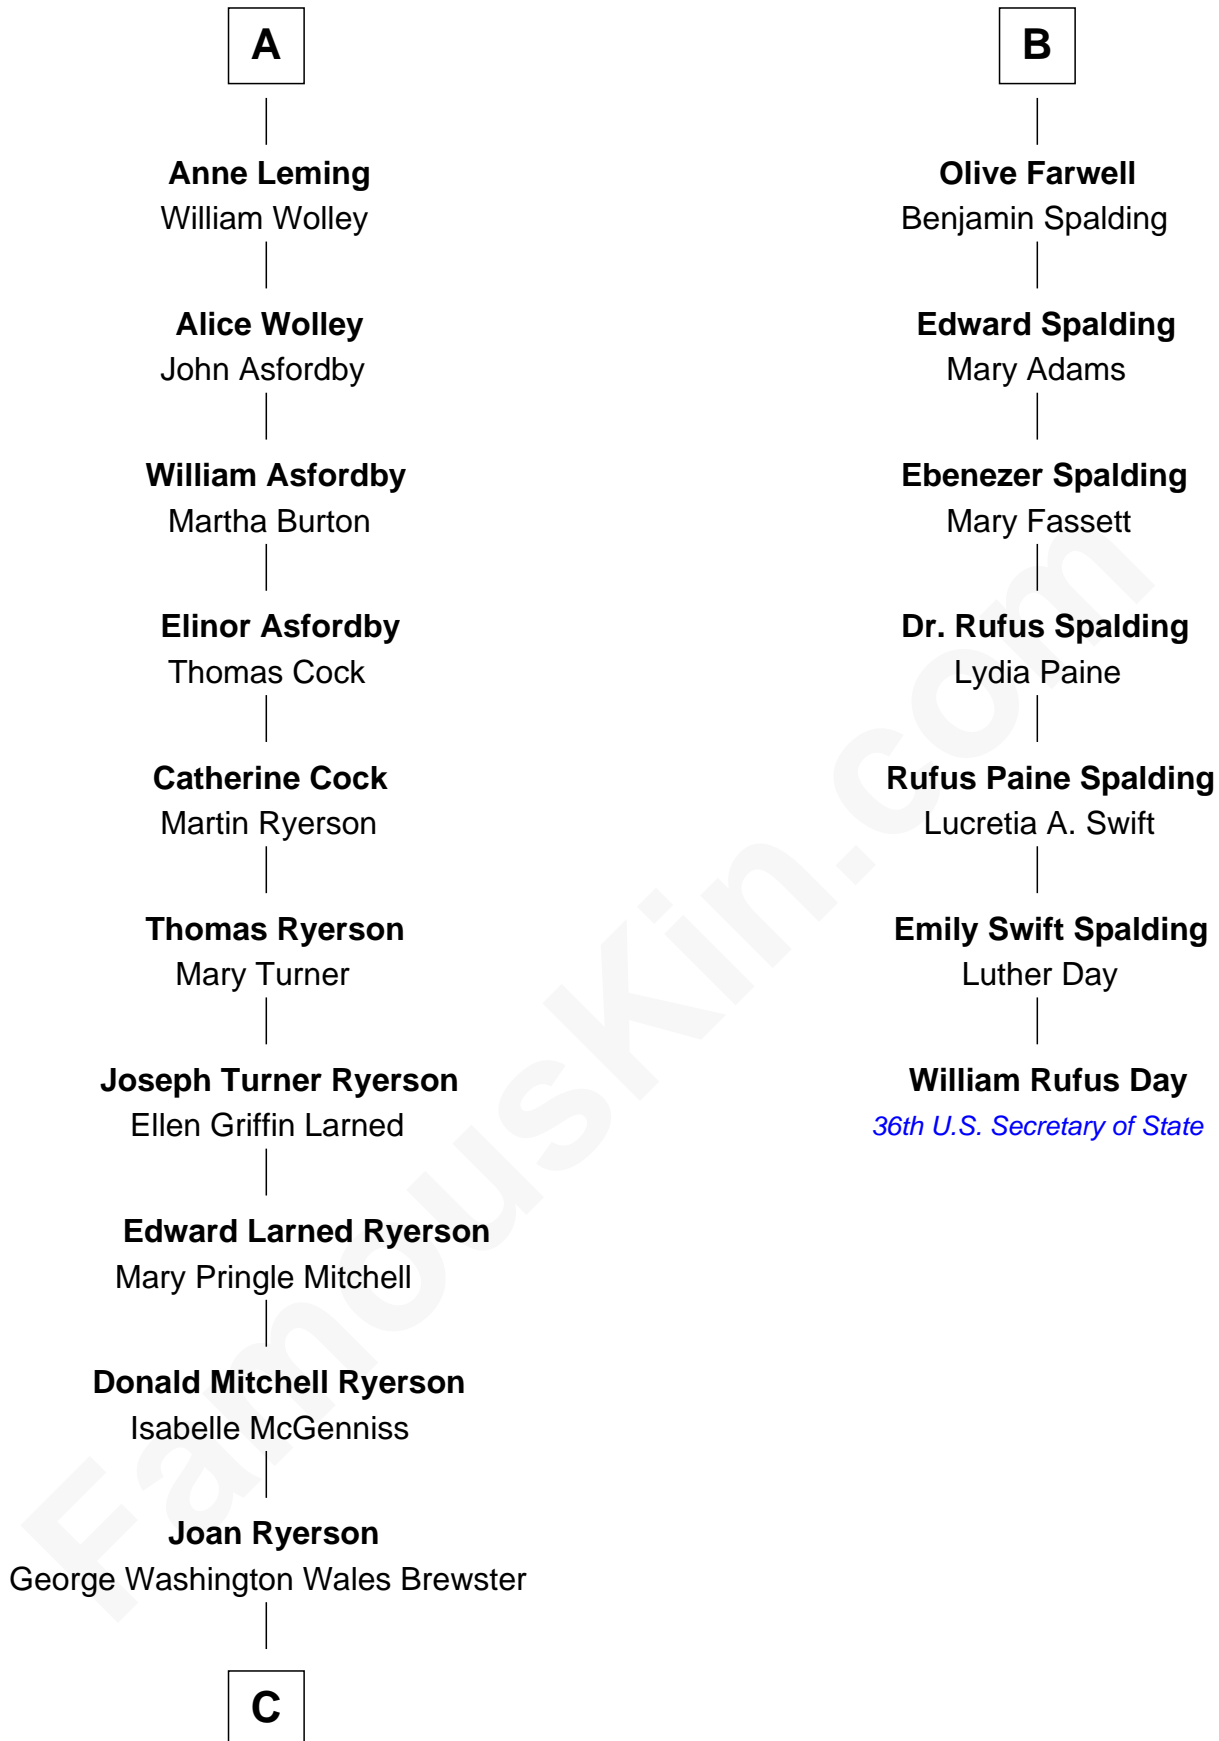 A
Anne Leming
William Wolley
Alice Wolley
John Asfordby
William Asfordby
Martha Burton
Elinor Asfordby
Thomas Cock
Catherine Cock
Martin Ryerson
Thomas Ryerson
Mary Turner
Joseph Turner Ryerson
Ellen Griffin Larned
Edward Larned Ryerson
Mary Pringle Mitchell
Donald Mitchell Ryerson
Isabelle McGenniss
Joan Ryerson
George Washington Wales Brewster
C
B
Olive Farwell
Benjamin Spalding
Edward Spalding
Mary Adams
Ebenezer Spalding
Mary Fassett
Dr. Rufus Spalding
Lydia Paine
Rufus Paine Spalding
Lucretia A. Swift
Emily Swift Spalding
Luther Day
William Rufus Day
36th U.S. Secretary of State
FamousKin.com